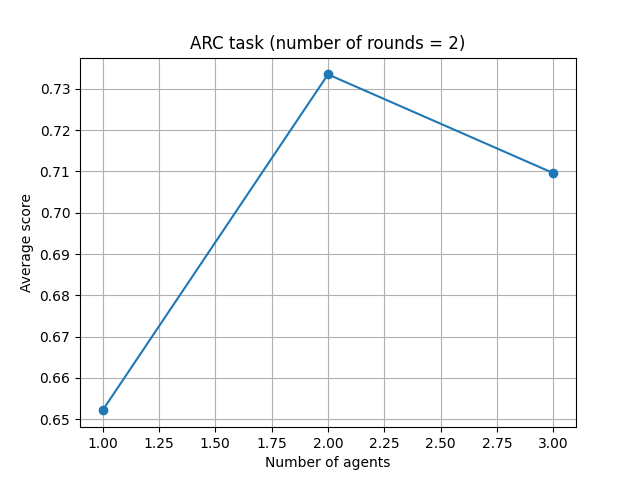 ARC task (number of rounds = 2)
Average score
0.73
0.72
0.71
0.70
0.69
0.68
0.67
0.66
0.65
1.00 1.25 1.50 1.75 2.00 2.25 2.50 2.75 3.00
Number of agents